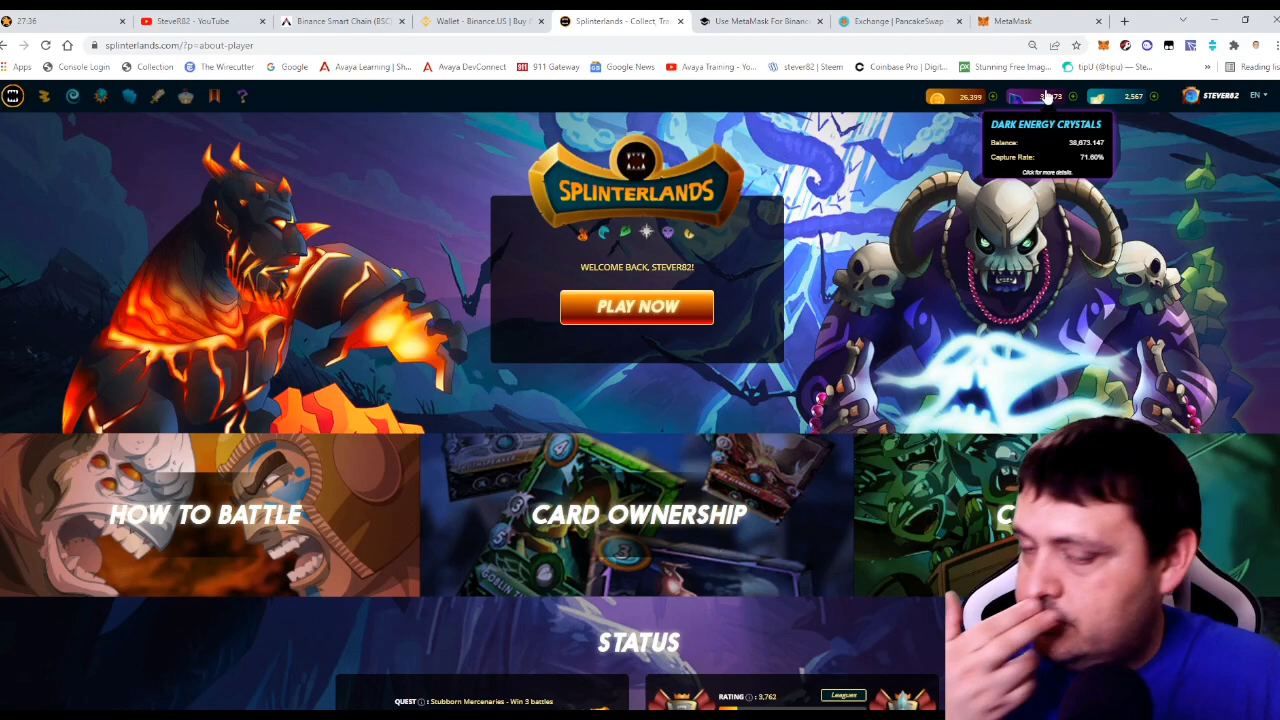 27:36
SteveR82 - YouTube
Binance Smart Chain (BSC)
Wallet - Binance.US | Buy &
Splinterlands - Collect, Tra
Use MetaMask For Binanc
Exchange | PancakeSwap -
MetaMask
splinterlands.com/?p=about-player
Apps
Console Login
Collection
The Wirecutter
Google
Avaya Learning | Sh...
Avaya DevConnect
911 Gateway
Google News
Avaya Training - Yo...
stever82 | Steem
Coinbase Pro | Digit...
Stunning Free Imag...
tipU (@tipu) — Ste...
»
Reading list
26,399
2,567
STEVER82
EN
DARK ENERGY CRYSTALS
Balance: 38,673.147
Capture Rate: 71.60%
Click for more details.
SPLINTERLANDS
WELCOME BACK, STEVER82!
PLAY NOW
HOW TO BATTLE
CARD OWNERSHIP
C
STATUS
QUEST : Stubborn Mercenaries - Win 3 battles
RATING : 3,762
Leagues